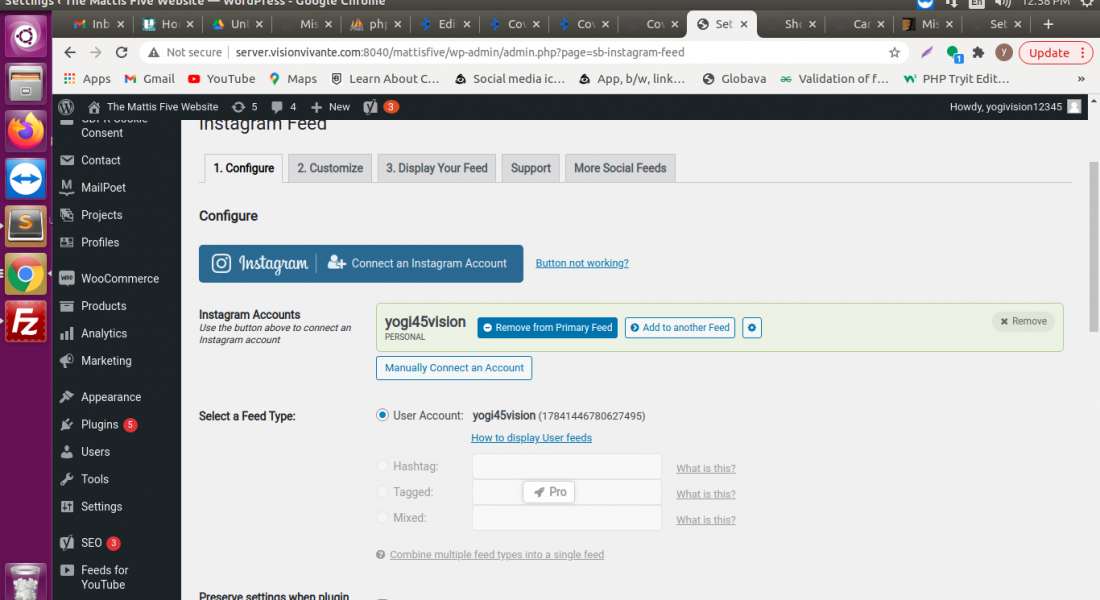 Settings ‹ The Mattis Five Website — WordPress - Google Chrome
En 12:38 PM
Inb Ho Unt Mis php Edi Cov Cov Cov Set Sh Car Mis Set
Not secure | server.visionvivante.com:8040/mattisfive/wp-admin/admin.php?page=sb-instagram-feed
1 y Update
Apps Gmail YouTube Maps Learn About C... Social media ic... App, b/w, link... Globava Validation of f... PHP Tryit Edit... »
The Mattis Five Website 5 4 New 3 Howdy, yogivision12345
GDPR Cookie
Consent
Contact
MailPoet
Projects
Profiles
WooCommerce
Products
Analytics
Marketing
Appearance
Plugins 5
Users
Tools
Settings
SEO 3
Feeds for
YouTube
Instagram Feed
1. Configure 2. Customize 3. Display Your Feed Support More Social Feeds
Configure
Instagram Connect an Instagram Account Button not working?
Instagram Accounts
Use the button above to connect an
Instagram account
yogi45vision
PERSONAL
Remove from Primary Feed Add to another Feed Remove
Manually Connect an Account
Select a Feed Type: User Account: yogi45vision (17841446780627495)
How to display User feeds
Hashtag: What is this?
Tagged: Pro What is this?
Mixed: What is this?
Combine multiple feed types into a single feed
Preserve settings when plugin